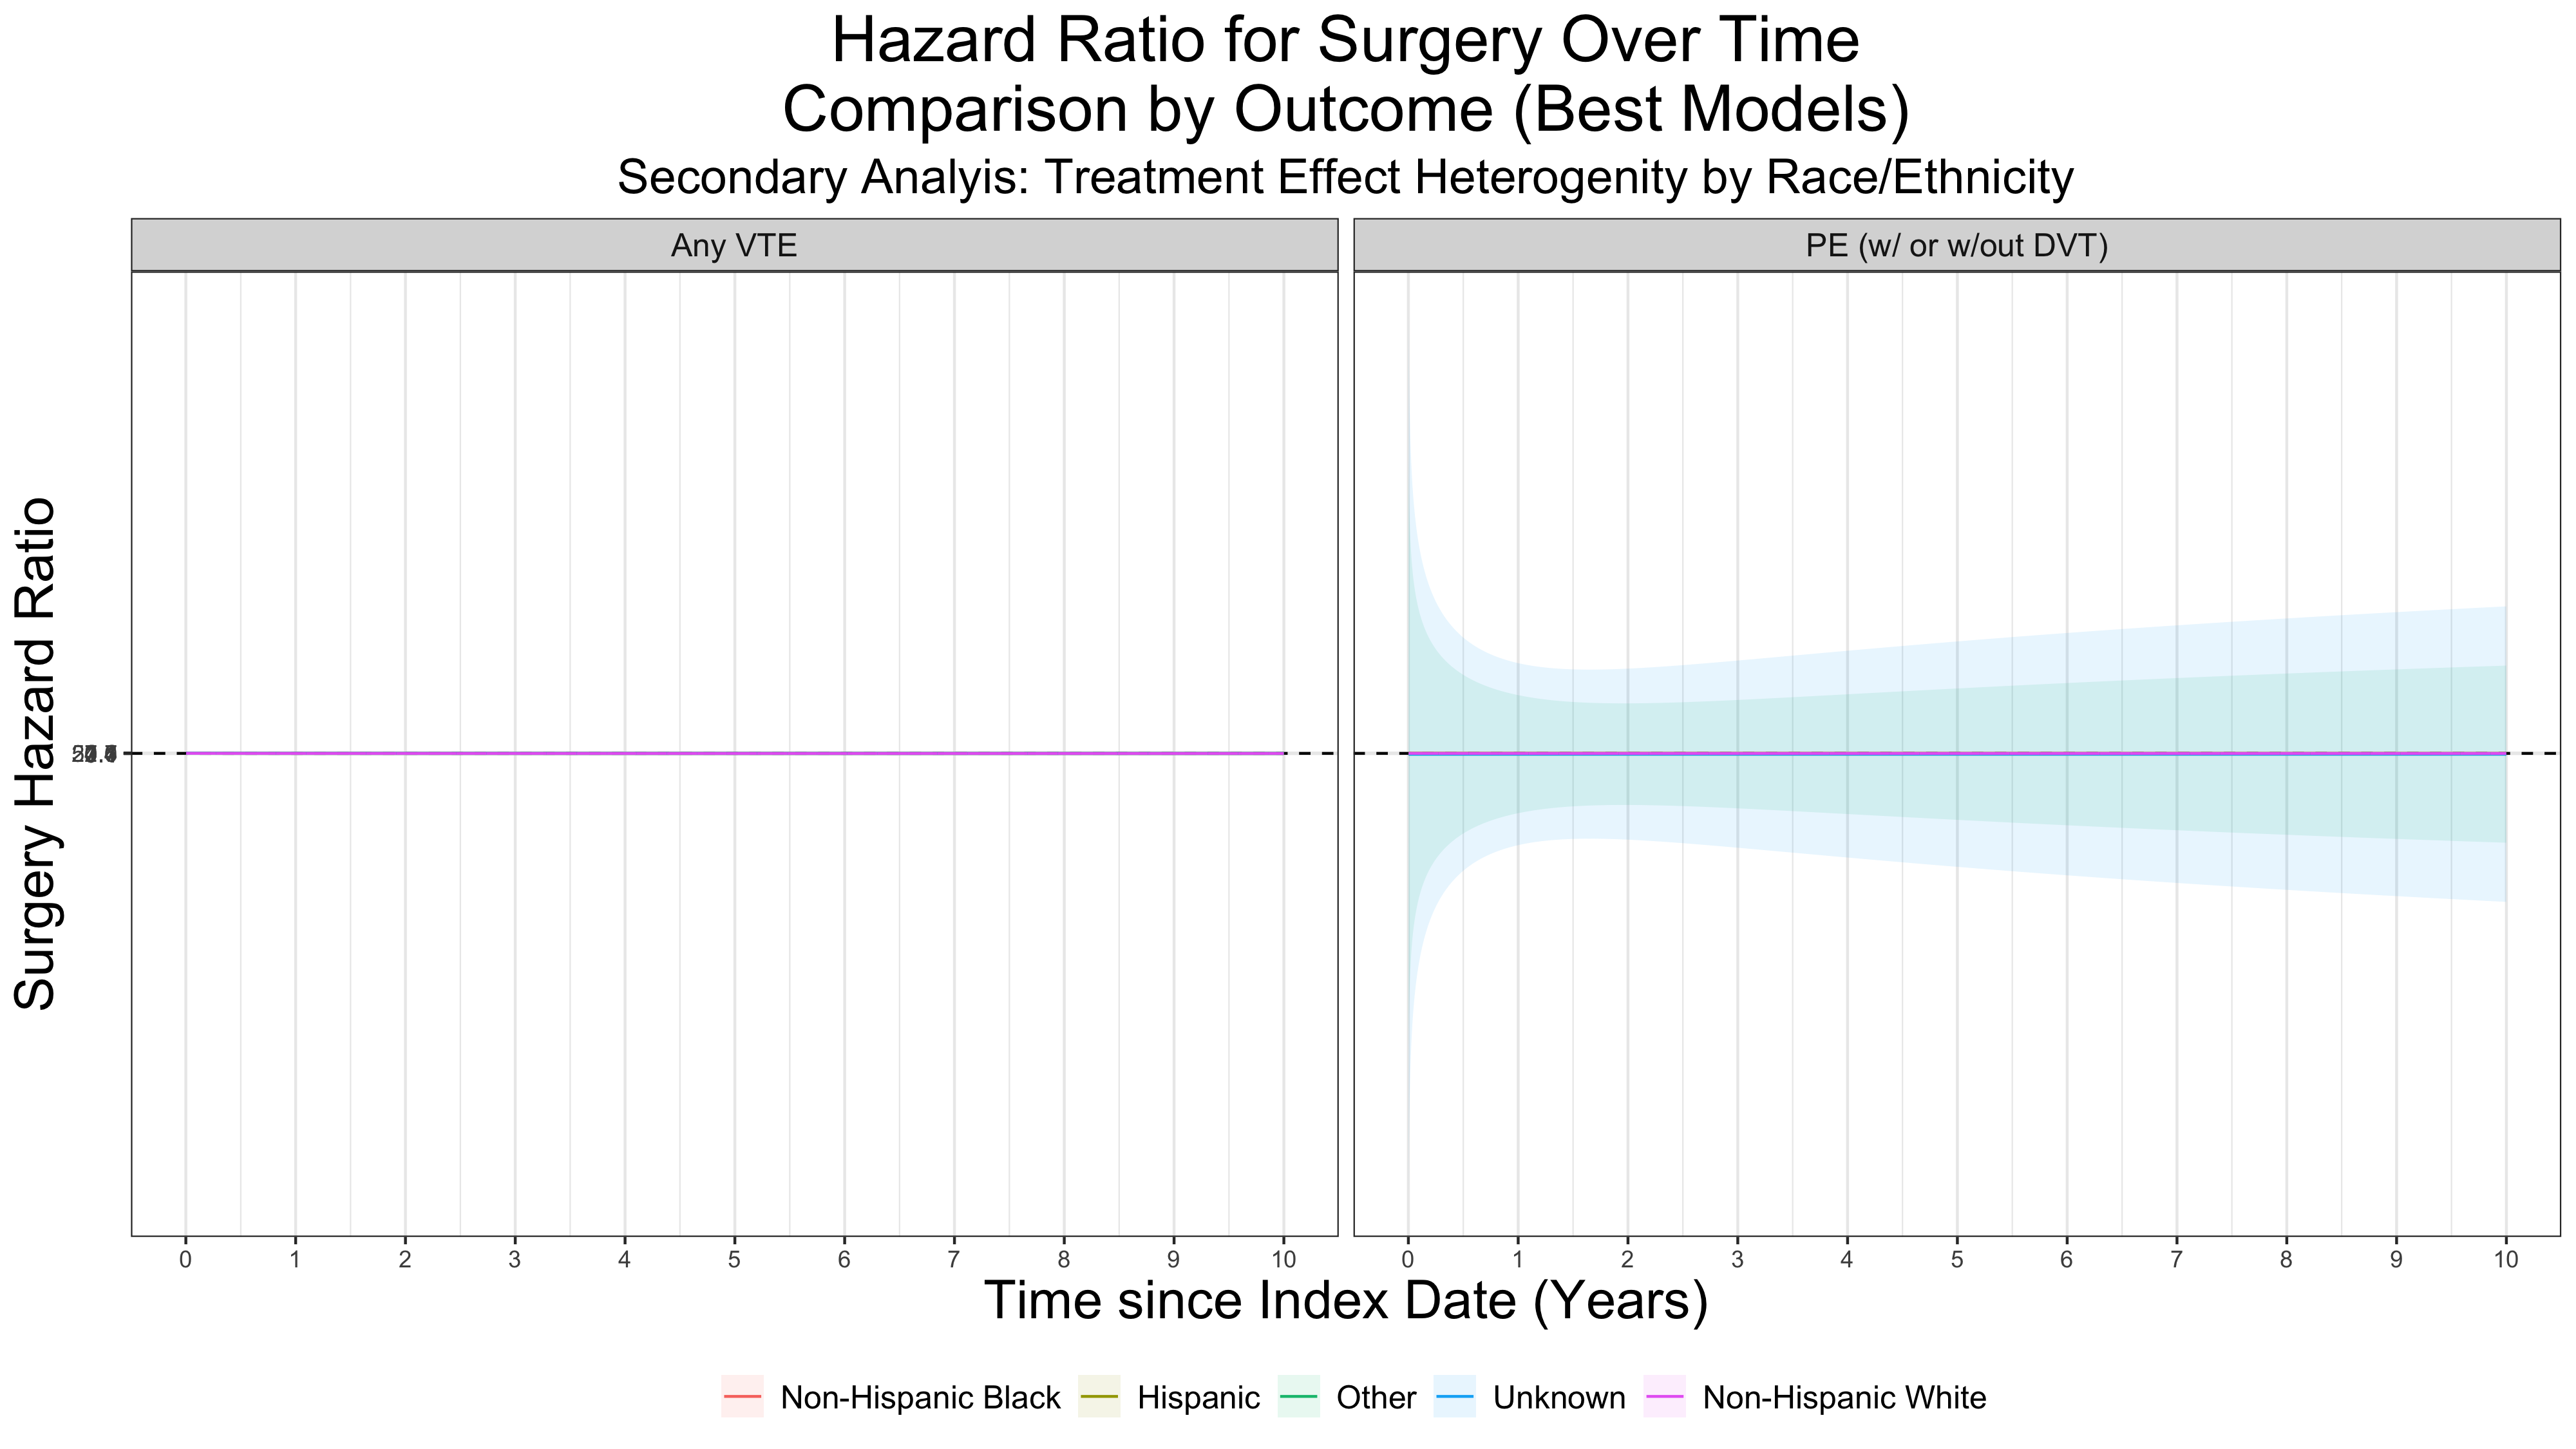 Hazard Ratio for Surgery Over Time
Comparison by Outcome (Best Models)
Secondary Analyis: Treatment Effect Heterogenity by Race/Ethnicity
Any VTE
PE (w/ or w/out DVT)
Surgery Hazard Ratio
0 1 2 3 4 5 6 7 8 9 10
0 1 2 3 4 5 6 7 8 9 10
Time since Index Date (Years)
Non-Hispanic Black Hispanic Other Unknown Non-Hispanic White